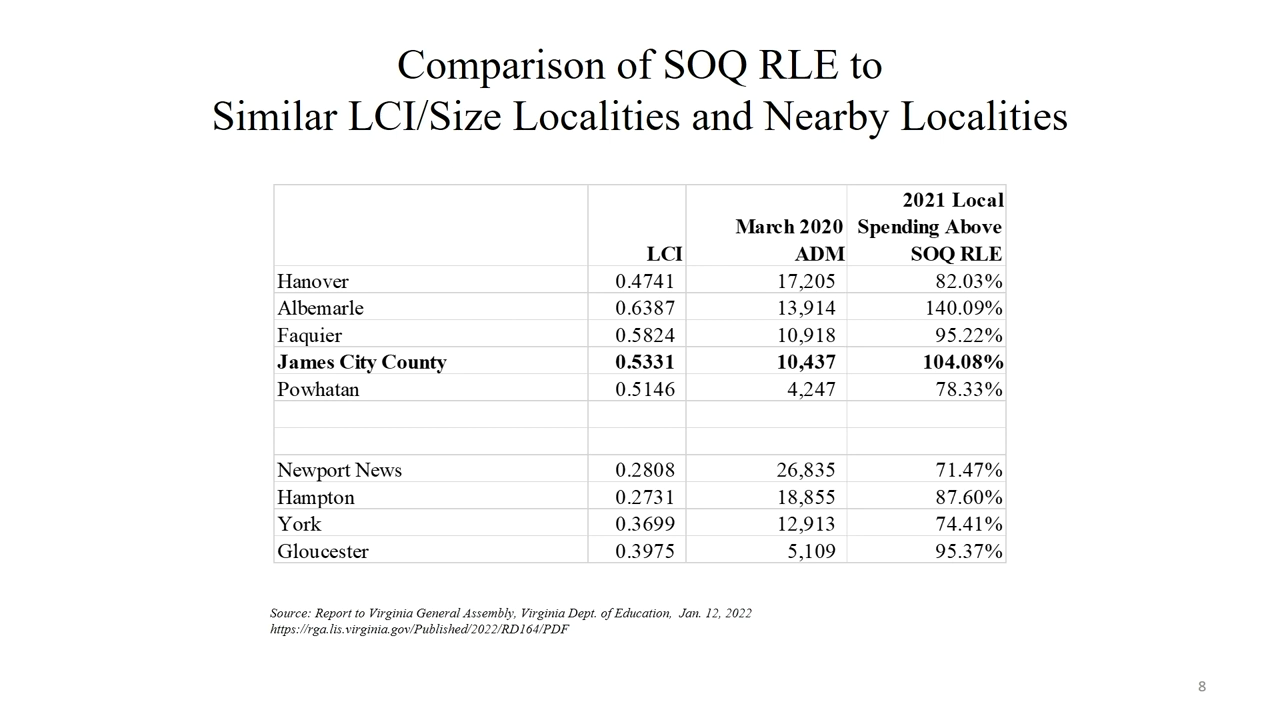 Comparison of SOQ RLE to
Similar LCI/Size Localities and Nearby Localities
LCI March 2020 ADM 2021 Local Spending Above SOQ RLE
Hanover 0.4741 17,205 82.03%
Albemarle 0.6387 13,914 140.09%
Faquier 0.5824 10,918 95.22%
James City County 0.5331 10,437 104.08%
Powhatan 0.5146 4,247 78.33%
Newport News 0.2808 26,835 71.47%
Hampton 0.2731 18,855 87.60%
York 0.3699 12,913 74.41%
Gloucester 0.3975 5,109 95.37%
Source: Report to Virginia General Assembly, Virginia Dept. of Education, Jan. 12, 2022
https://rga.lis.virginia.gov/Published/2022/RD164/PDF
8